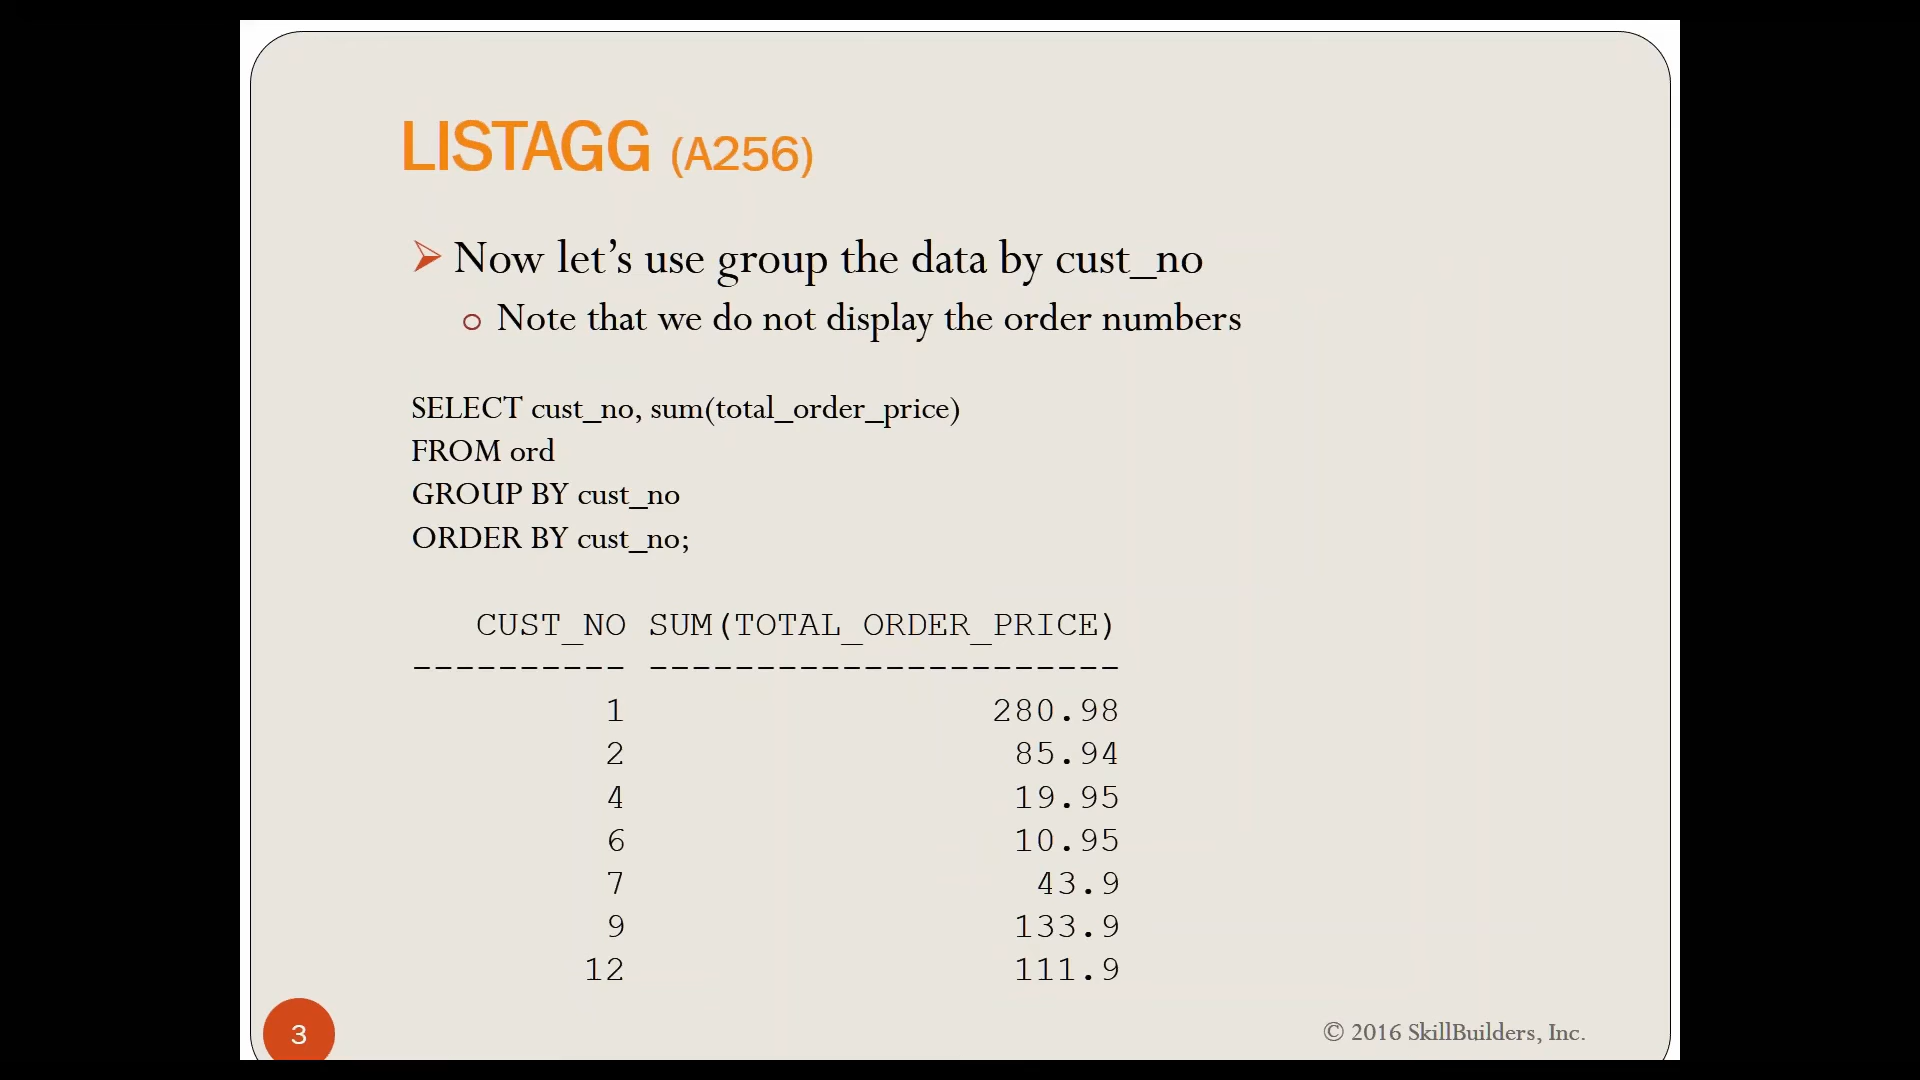 LISTAGG (A256)
Now let's use group the data by cust_no
Note that we do not display the order numbers
SELECT cust_no, sum(total_order_price)
FROM ord
GROUP BY cust_no
ORDER BY cust_no;
CUST_NO SUM(TOTAL_ORDER_PRICE)
---------- ----------------------
1 280.98
2 85.94
4 19.95
6 10.95
7 43.9
9 133.9
12 111.9
3
© 2016 SkillBuilders, Inc.